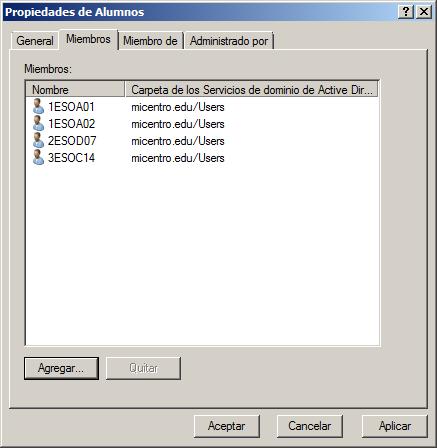 Propiedades de Alumnos
General Miembros Miembro de Administrado por
Miembros:
Nombre Carpeta de los Servicios de dominio de Active Dir...
1ESOA01 micentro.edu/Users
1ESOA02 micentro.edu/Users
2ESOD07 micentro.edu/Users
3ESOC14 micentro.edu/Users
Agregar... Quitar
Aceptar Cancelar Aplicar